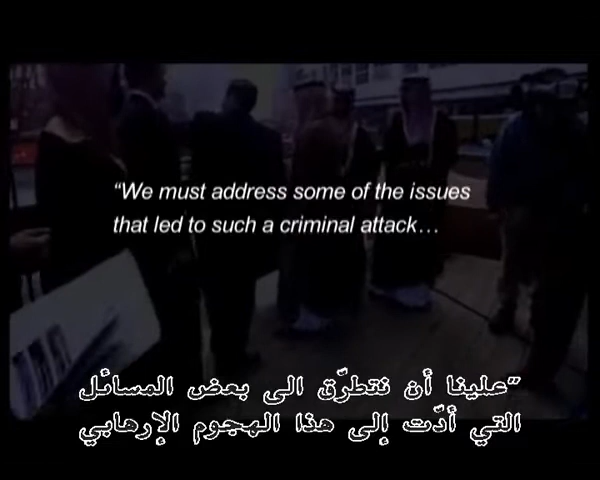 “We must address some of the issues
that led to such a criminal attack…
”علينا أن نتطرّق الى بعض المسائل
التي أدّت إلى هذا الهجوم الإرهابي